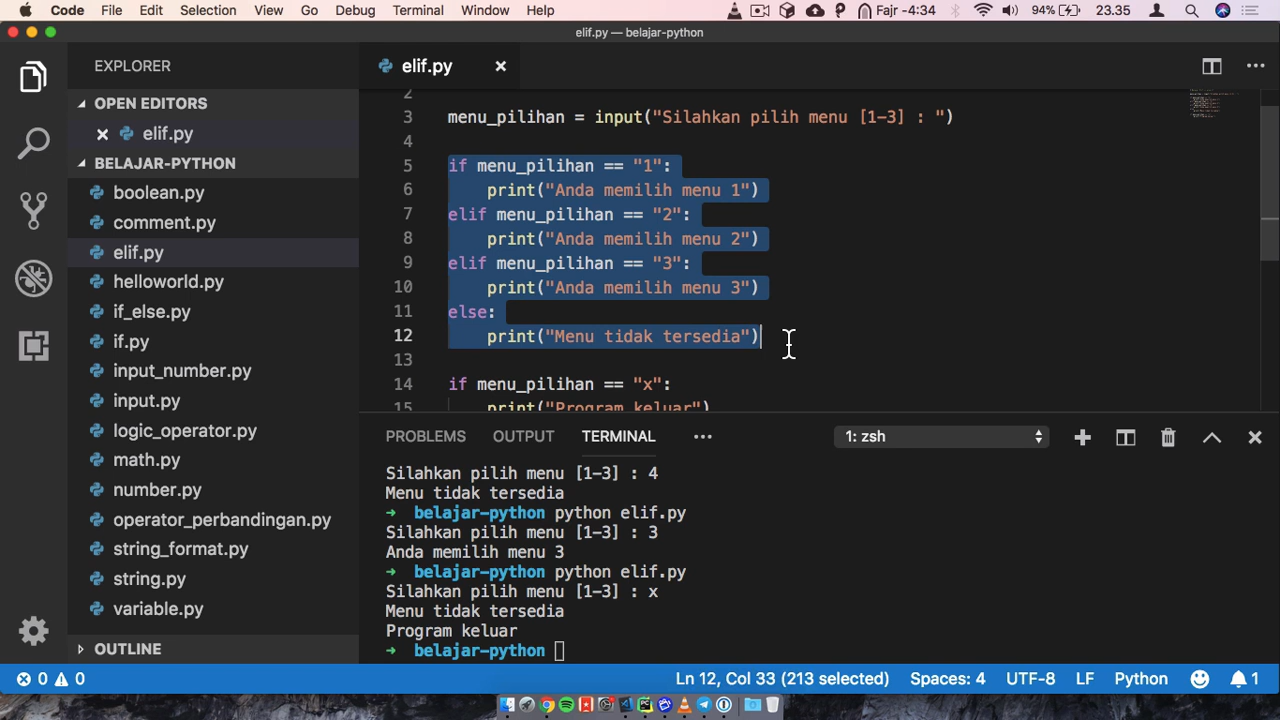 Code File Edit Selection View Go Debug Terminal Window Help Fajr -4:34 94% 23.35
elif.py — belajar-python
EXPLORER
OPEN EDITORS
elif.py
BELAJAR-PYTHON
boolean.py
comment.py
elif.py
helloworld.py
if_else.py
if.py
input_number.py
input.py
logic_operator.py
math.py
number.py
operator_perbandingan.py
string_format.py
string.py
variable.py
OUTLINE
elif.py
2
3 menu_pilihan = input("Silahkan pilih menu [1-3] : ")
4
5 if menu_pilihan == "1":
6 print("Anda memilih menu 1")
7 elif menu_pilihan == "2":
8 print("Anda memilih menu 2")
9 elif menu_pilihan == "3":
10 print("Anda memilih menu 3")
11 else:
12 print("Menu tidak tersedia")
13
14 if menu_pilihan == "x":
15 print("Program keluar")
PROBLEMS OUTPUT TERMINAL ••• 1: zsh
Silahkan pilih menu [1-3] : 4
Menu tidak tersedia
➜ belajar-python python elif.py
Silahkan pilih menu [1-3] : 3
Anda memilih menu 3
➜ belajar-python python elif.py
Silahkan pilih menu [1-3] : x
Menu tidak tersedia
Program keluar
➜ belajar-python
0 0 Ln 12, Col 33 (213 selected) Spaces: 4 UTF-8 LF Python 1